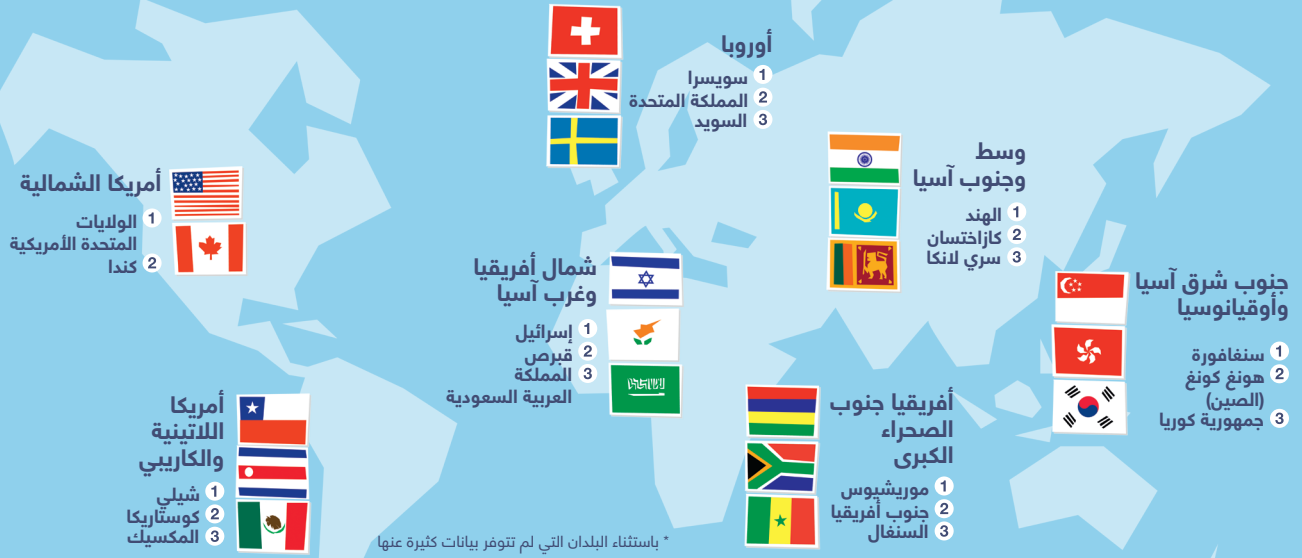 أوروبا
1 سويسرا
2 المملكة المتحدة
3 السويد
وسط
وجنوب آسيا
1 الهند
2 كازاختسان
3 سري لانكا
أمريكا الشمالية
1 الولايات
المتحدة الأمريكية
2 كندا
شمال أفريقيا
وغرب آسيا
1 إسرائيل
2 قبرص
3 المملكة
العربية السعودية
جنوب شرق آسيا
وأوقيانوسيا
1 سنغافورة
2 هونغ كونغ
(الصين)
3 جمهورية كوريا
أمريكا
اللاتينية
والكاريبي
1 شيلي
2 كوستاريكا
3 المكسيك
أفريقيا جنوب
الصحراء
الكبرى
1 موريشيوس
2 جنوب أفريقيا
3 السنغال
* باستثناء البلدان التي لم تتوفر بيانات كثيرة عنها